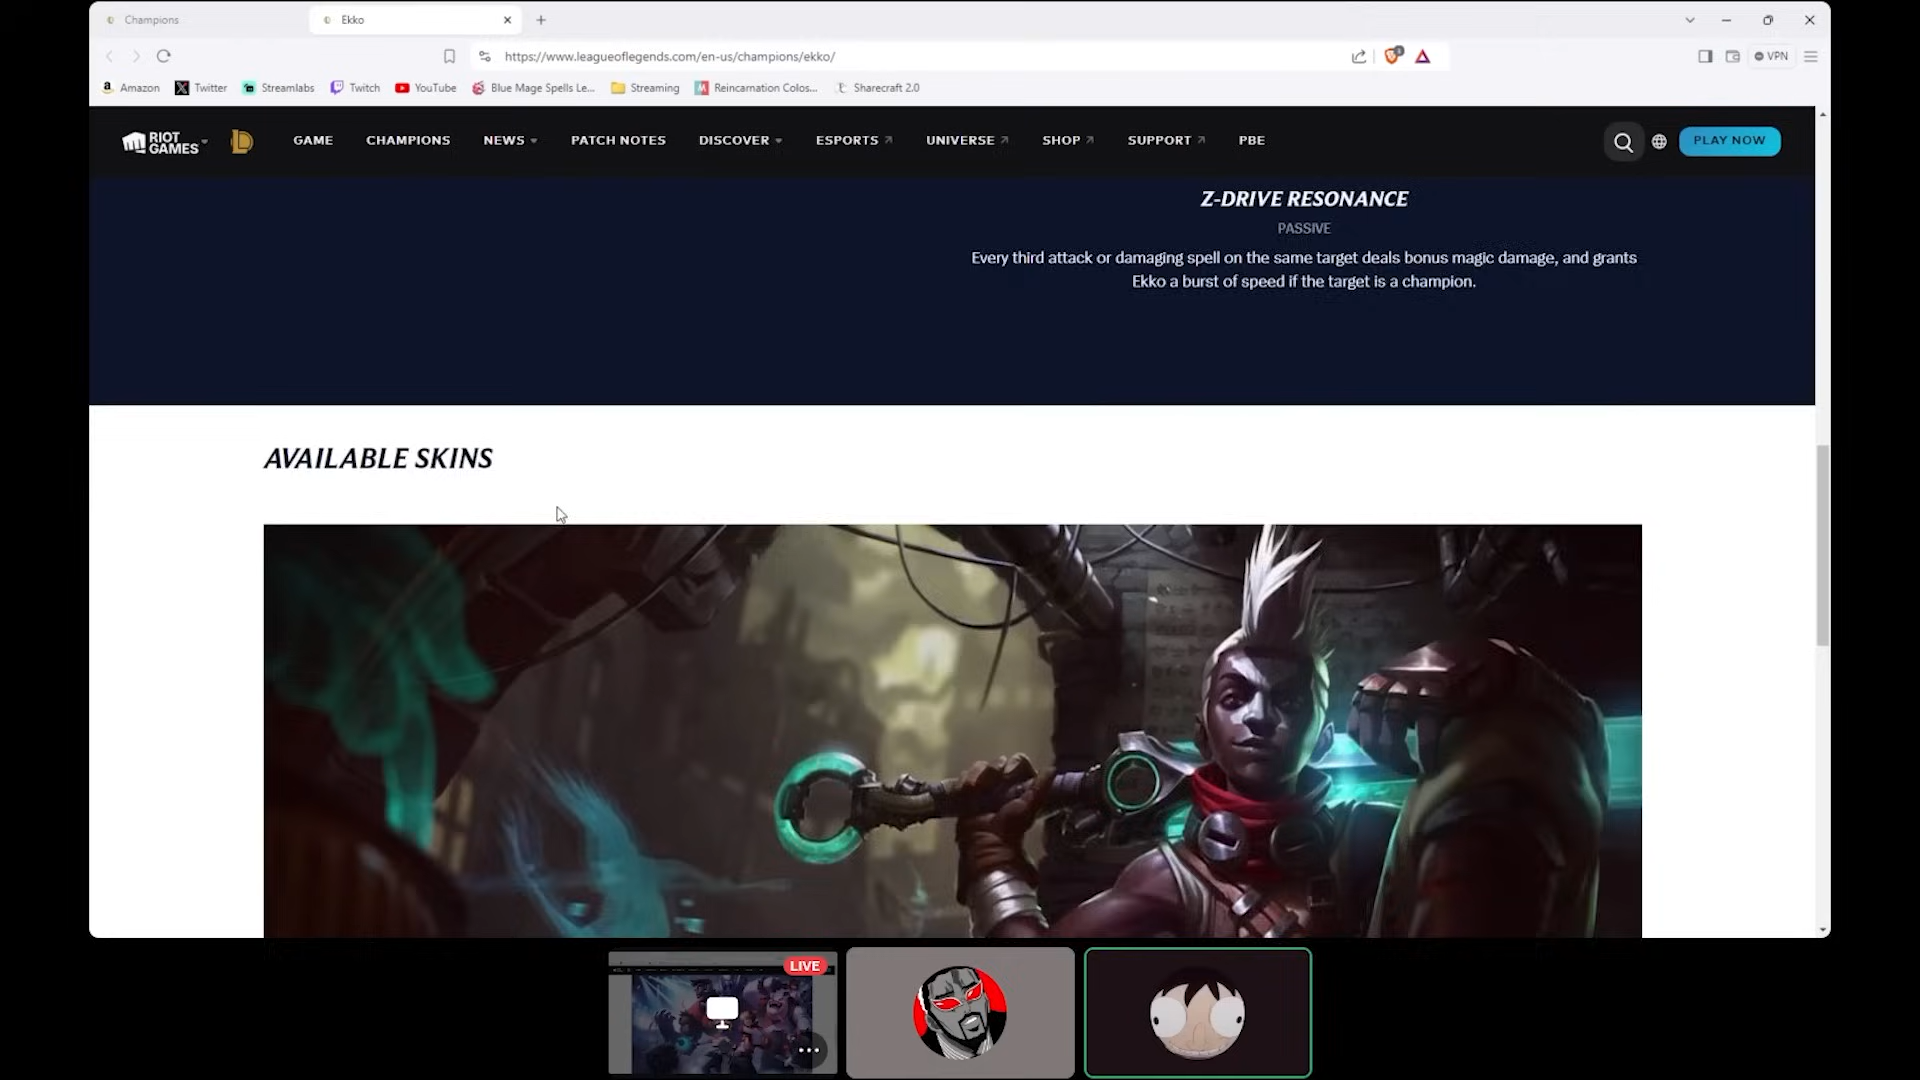 Champions
Ekko
https://www.leagueoflegends.com/en-us/champions/ekko/
VPN
Amazon
Twitter
Streamlabs
Twitch
YouTube
Blue Mage Spells Le...
Streaming
Reincarnation Colos...
Sharecraft 2.0
RIOT
GAMES
GAME
CHAMPIONS
NEWS
PATCH NOTES
DISCOVER
ESPORTS
UNIVERSE
SHOP
SUPPORT
PBE
PLAY NOW
Z-DRIVE RESONANCE
PASSIVE
Every third attack or damaging spell on the same target deals bonus magic damage, and grants
Ekko a burst of speed if the target is a champion.
AVAILABLE SKINS
LIVE